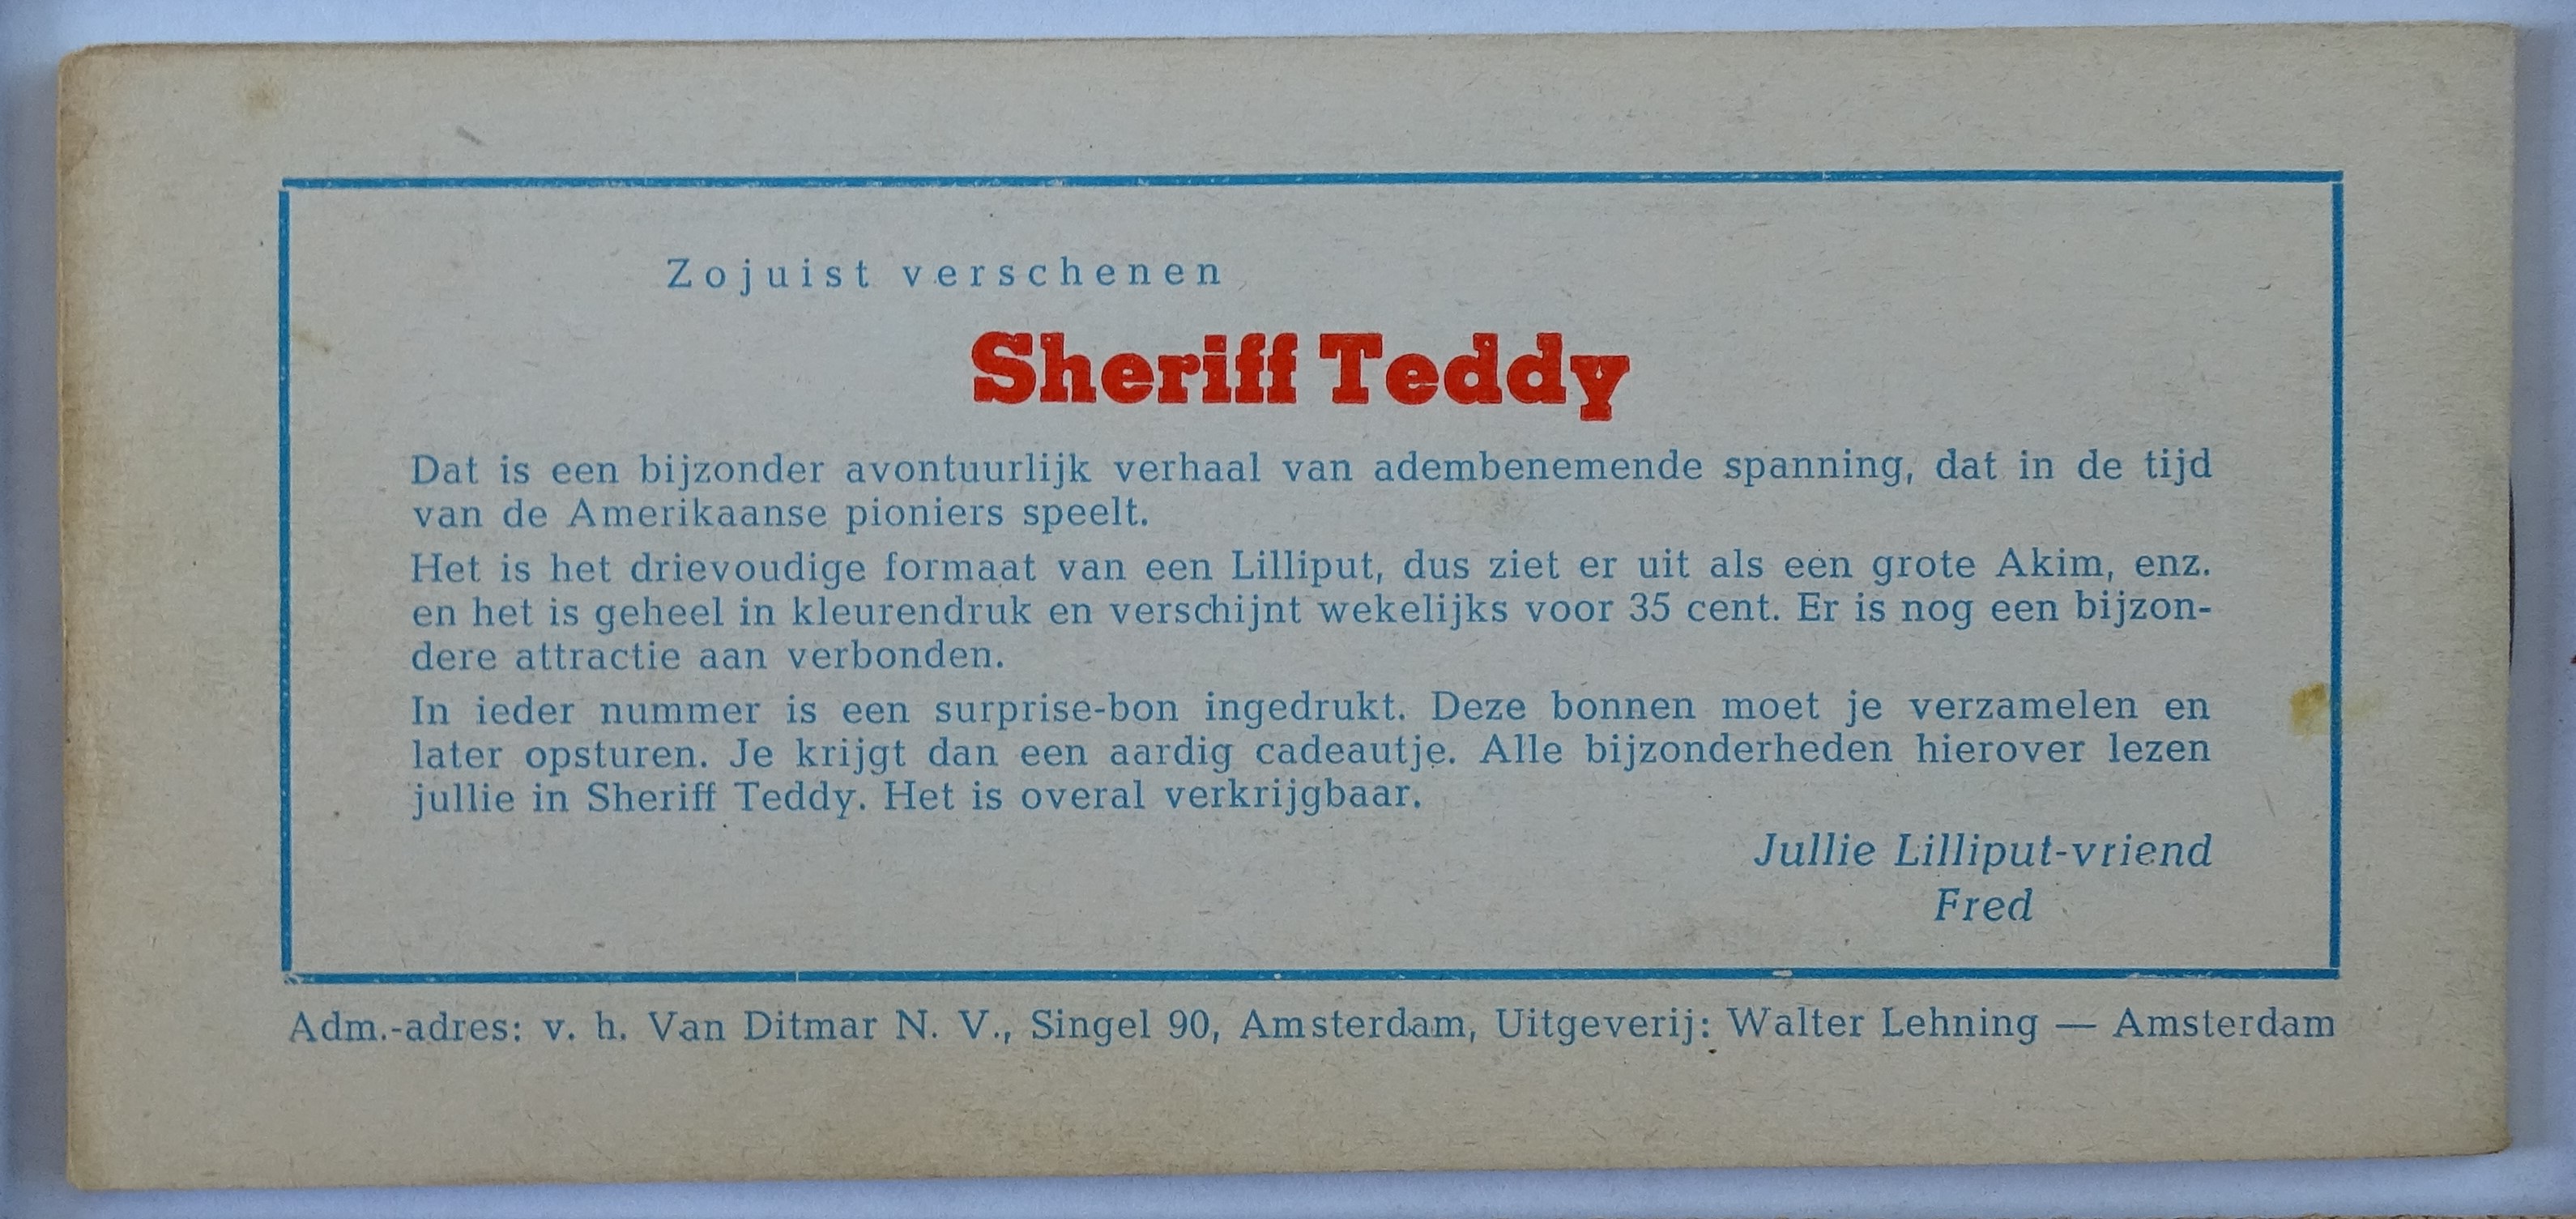 Zojuist verschenen
Sheriff Teddy
Dat is een bijzonder avontuurlijk verhaal van adembenemende spanning, dat in de tijd
van de Amerikaanse pioniers speelt.
Het is het drievoudige formaat van een Lilliput, dus ziet er uit als een grote Akim, enz.
en het is geheel in kleurendruk en verschijnt wekelijks voor 35 cent. Er is nog een bijzon-
dere attractie aan verbonden.
In ieder nummer is een surprise-bon ingedrukt. Deze bonnen moet je verzamelen en
later opsturen. Je krijgt dan een aardig cadeautje. Alle bijzonderheden hierover lezen
jullie in Sheriff Teddy. Het is overal verkrijgbaar.
Jullie Lilliput-vriend
Fred
Adm.-adres: v. h. Van Ditmar N. V., Singel 90, Amsterdam, Uitgeverij: Walter Lehning — Amsterdam